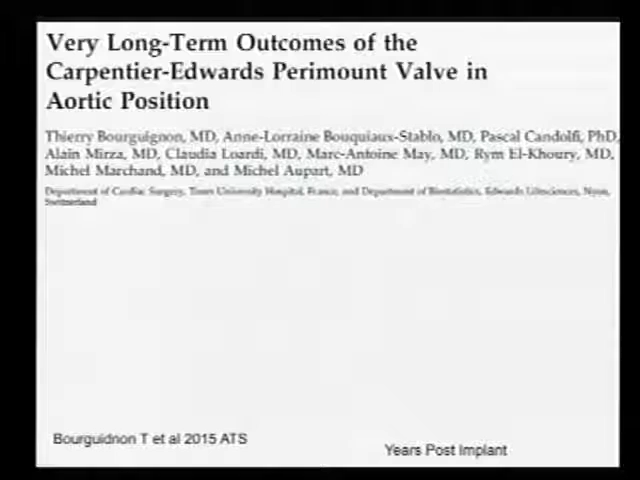 Very Long-Term Outcomes of the
Carpentier-Edwards Perimount Valve in
Aortic Position
Thierry Bourguignon, MD, Anne-Lorraine Bouquiaux-Stablo, MD, Pascal Candolfi, PhD,
Alain Mirza, MD, Claudia Loardi, MD, Marc-Antoine May, MD, Rym El-Khoury, MD,
Michel Marchand, MD, and Michel Aupart, MD
Department of Cardiac Surgery, Tours University Hospital, France, and Department of Biostatistics, Edwards Lifesciences, Nyon,
Switzerland
Bourguidnon T et al 2015 ATS
Years Post Implant